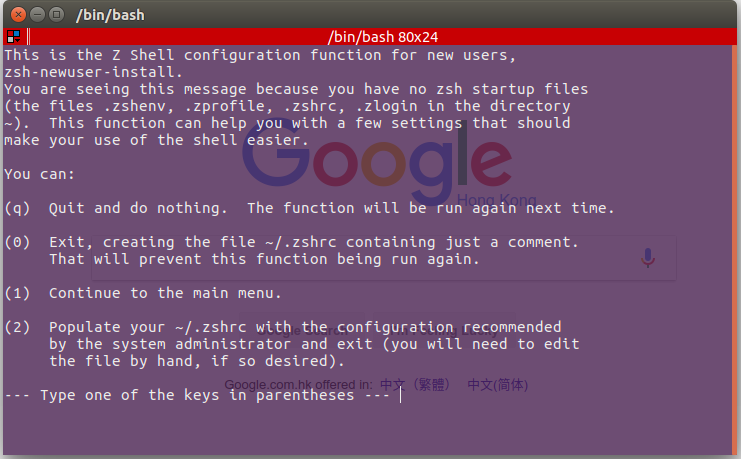 /bin/bash
/bin/bash 80x24
This is the Z Shell configuration function for new users,
zsh-newuser-install.
You are seeing this message because you have no zsh startup files
(the files .zshenv, .zprofile, .zshrc, .zlogin in the directory
~).  This function can help you with a few settings that should
make your use of the shell easier.
Google
Hong Kong
You can:
(q)  Quit and do nothing.  The function will be run again next time.
(0)  Exit, creating the file ~/.zshrc containing just a comment.
That will prevent this function being run again.
(1)  Continue to the main menu.
(2)  Populate your ~/.zshrc with the configuration recommended
by the system administrator and exit (you will need to edit
the file by hand, if so desired).
Google.com.hk offered in: 中文（繁體） 中文(简体)
--- Type one of the keys in parentheses ---